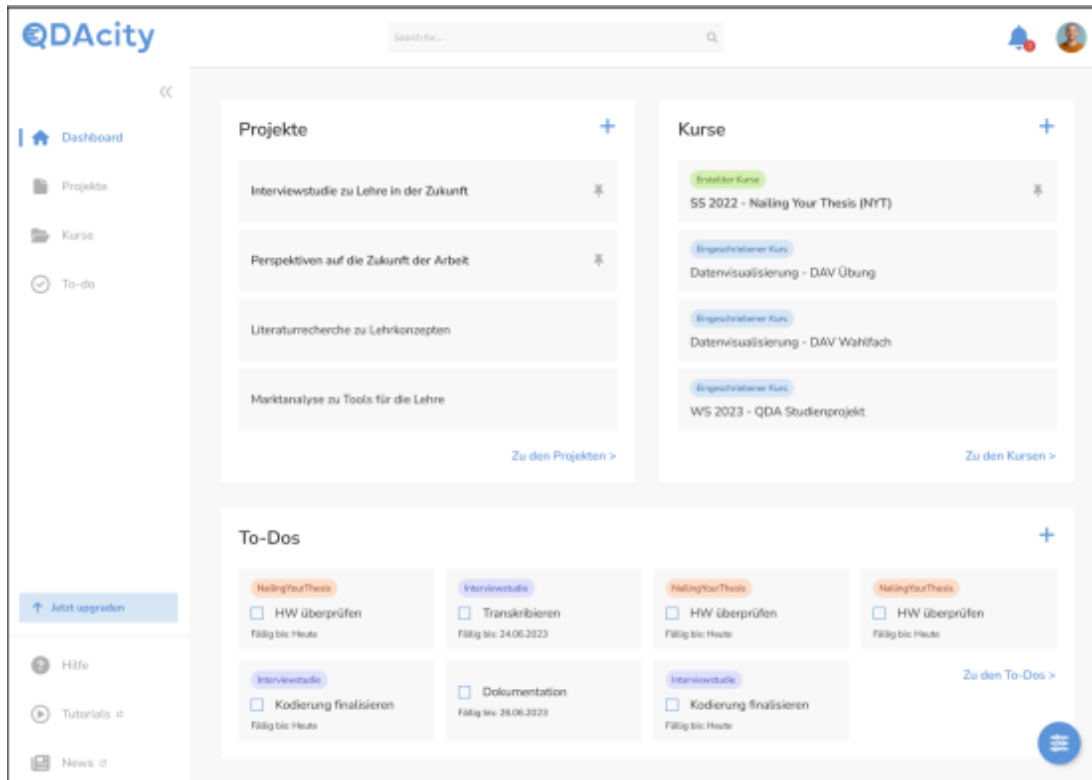 QDAcity
Search for...
Dashboard
Projekte
Kurse
To-do
Jetzt upgraden
Hilfe
Tutorials
News
Projekte
Interviewstudie zu Lehre in der Zukunft
Perspektiven auf die Zukunft der Arbeit
Literaturrecherche zu Lehrkonzepten
Marktanalyse zu Tools für die Lehre
Zu den Projekten >
Kurse
Erstellter Kurse
SS 2022 - Nailing Your Thesis (NYT)
Eingeschriebener Kurs
Datenvisualisierung - DAV Übung
Eingeschriebener Kurs
Datenvisualisierung - DAV Wahlfach
Eingeschriebener Kurs
WS 2023 - QDA Studienprojekt
Zu den Kursen >
To-Dos
NailingYourThesis
HW überprüfen
Fällig bis: Heute
Interviewstudie
Transkribieren
Fällig bis: 24.06.2023
NailingYourThesis
HW überprüfen
Fällig bis: Heute
NailingYourThesis
HW überprüfen
Fällig bis: Heute
Interviewstudie
Kodierung finalisieren
Fällig bis: Heute
Dokumentation
Fällig bis: 26.06.2023
Interviewstudie
Kodierung finalisieren
Fällig bis: Heute
Zu den To-Dos >